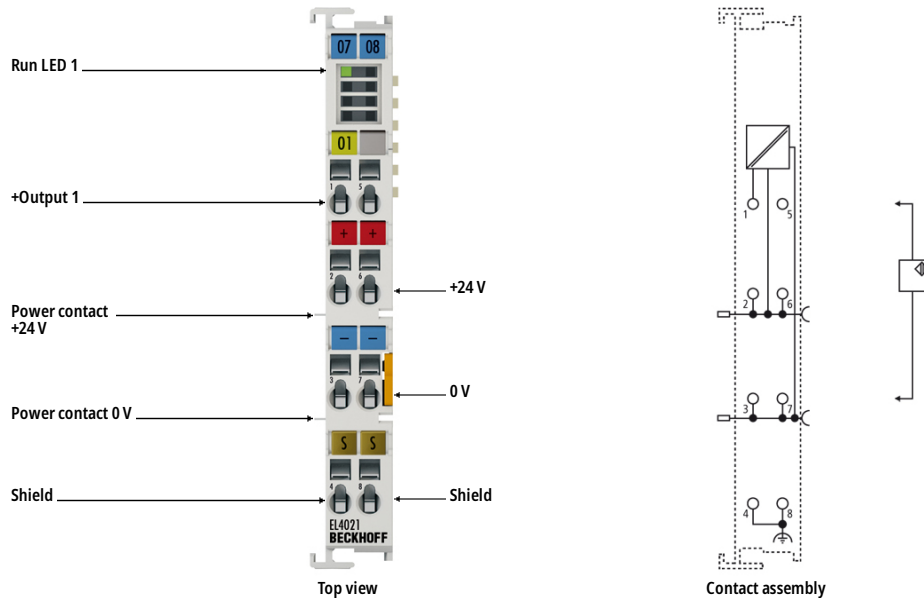 07 08
Run LED 1
01
+Output 1
1 5
+ +
2 6
+24 V
Power contact
+24 V
− −
3 7
0 V
Power contact 0 V
S S
4 8
Shield
Shield
EL4021
BECKHOFF
Top view
1 5
2 6
3 7
4 8
Contact assembly